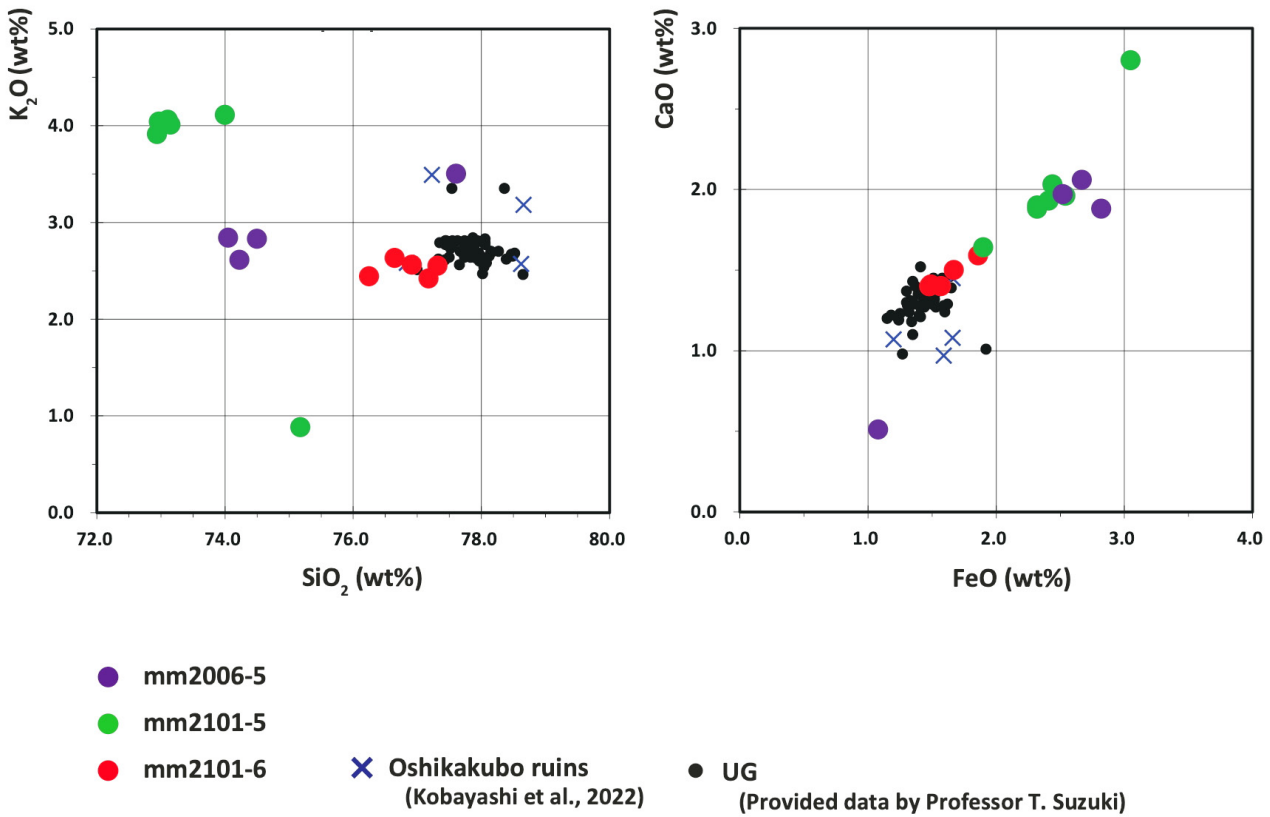 K2O (wt%)
5.0
4.0
3.0
2.0
1.0
0.0
72.0
74.0
76.0
78.0
80.0
SiO2 (wt%)
CaO (wt%)
3.0
2.0
1.0
0.0
0.0
1.0
2.0
3.0
4.0
FeO (wt%)
mm2006-5
mm2101-5
mm2101-6
Oshikakubo ruins
(Kobayashi et al., 2022)
UG
(Provided data by Professor T. Suzuki)